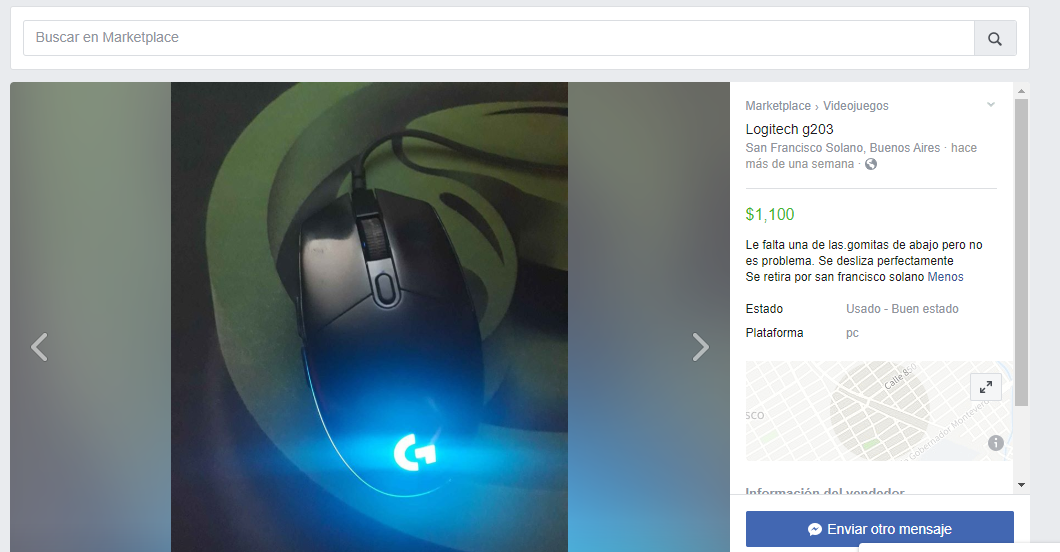 Buscar en Marketplace
Marketplace › Videojuegos
Logitech g203
San Francisco Solano, Buenos Aires · hace
más de una semana ·
$1,100
Le falta una de las gomitas de abajo pero no
es problema. Se desliza perfectamente
Se retira por san francisco solano Menos
Estado Usado - Buen estado
Plataforma pc
Calle 850
SCO
Gobernador Monteverde
Información del vendedor
Enviar otro mensaje